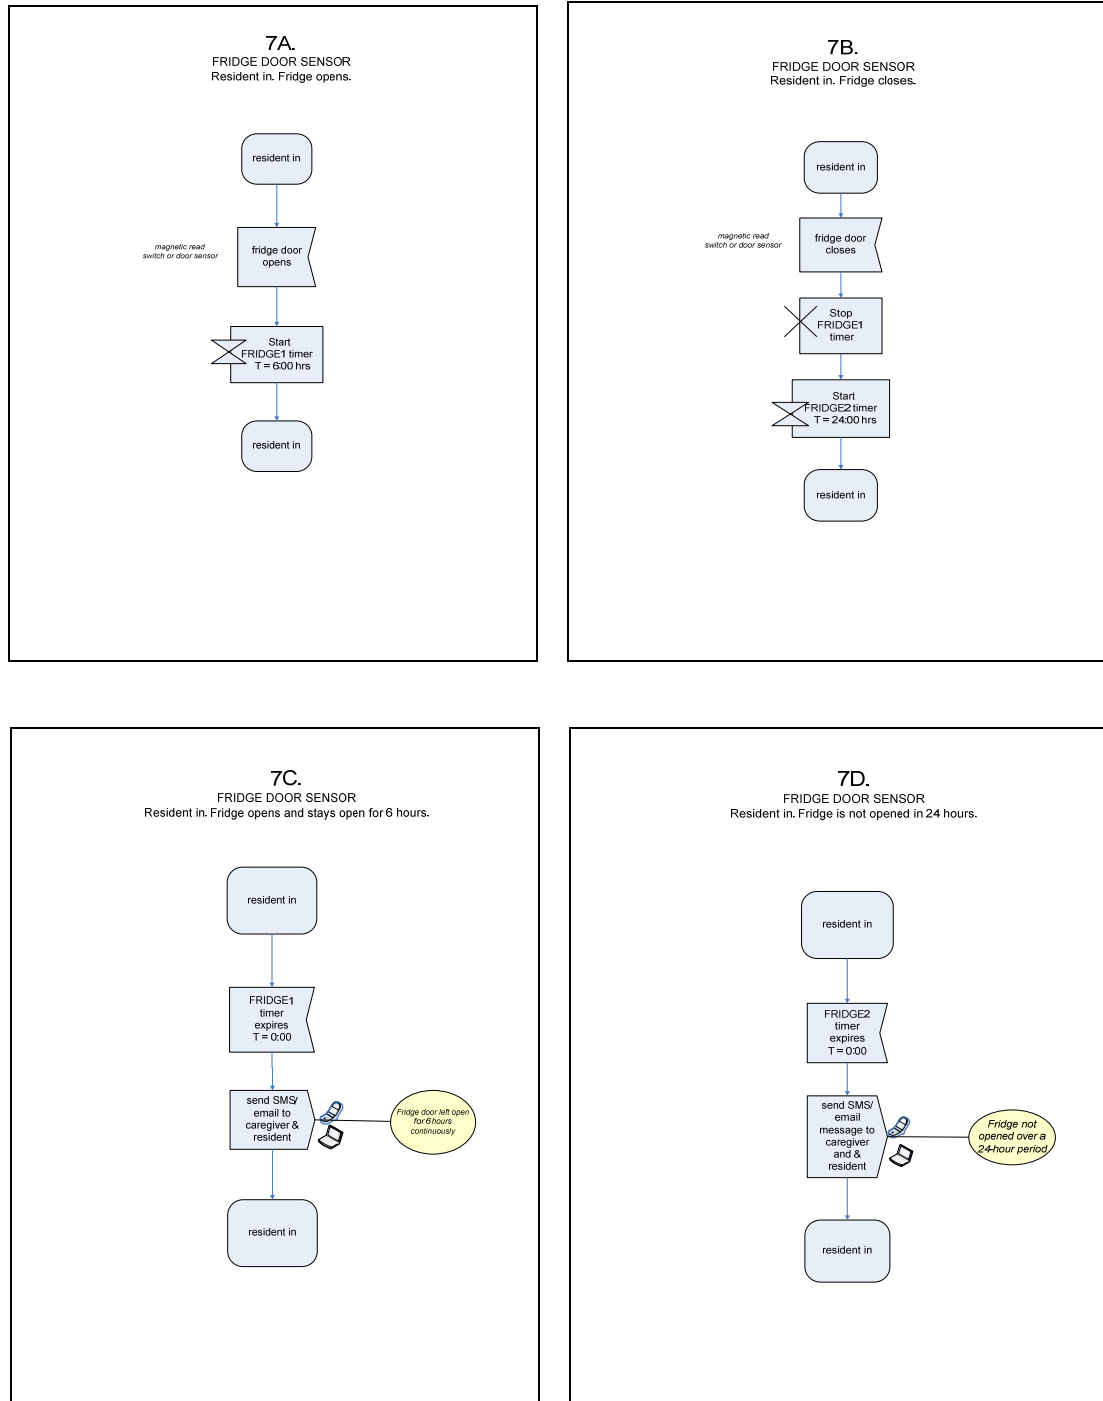 7A.
FRIDGE DOOR SENSOR
Resident in. Fridge opens.
resident in
magnetic read
switch or door sensor
fridge door
opens
Start
FRIDGE1 timer
T = 6:00 hrs
resident in
7B.
FRIDGE DOOR SENSOR
Resident in. Fridge closes.
resident in
magnetic read
switch or door sensor
fridge door
closes
Stop
FRIDGE1
timer
Start
FRIDGE2 timer
T = 24:00 hrs
resident in
7C.
FRIDGE DOOR SENSOR
Resident in. Fridge opens and stays open for 6 hours.
resident in
FRIDGE1
timer
expires
T = 0:00
send SMS/
email to
caregiver &
resident
Fridge door left open
for 6 hours
continuously
resident in
7D.
FRIDGE DOOR SENSOR
Resident in. Fridge is not opened in 24 hours.
resident in
FRIDGE2
timer
expires
T = 0:00
send SMS/
email
message to
caregiver
and &
resident
Fridge not
opened over a
24-hour period
resident in